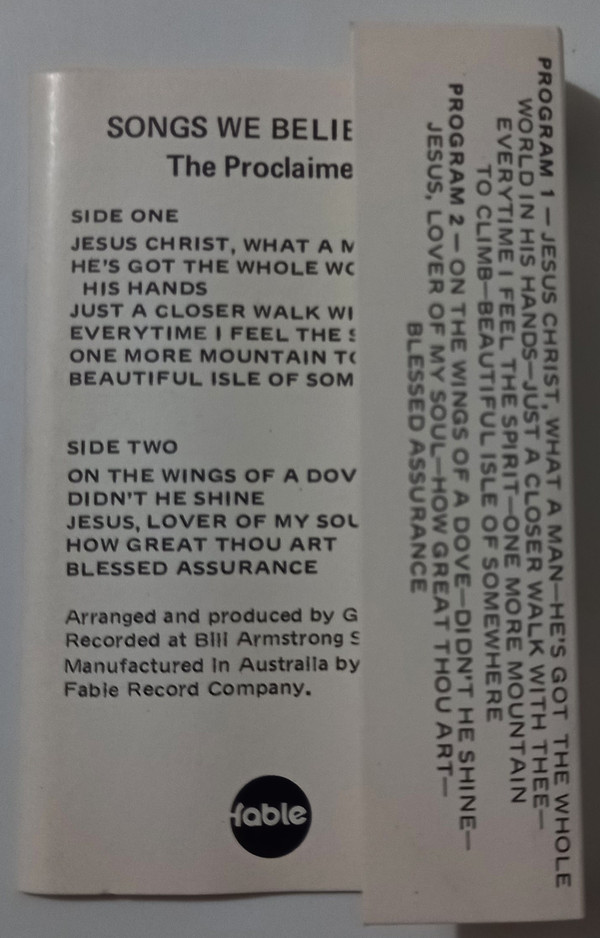 SONGS WE BELIE
The Proclaime
SIDE ONE
JESUS CHRIST, WHAT A M
HE'S GOT THE WHOLE WO
HIS HANDS
JUST A CLOSER WALK WI
EVERYTIME I FEEL THE S
ONE MORE MOUNTAIN TO
BEAUTIFUL ISLE OF SOM
SIDE TWO
ON THE WINGS OF A DOV
DIDN'T HE SHINE
JESUS, LOVER OF MY SOU
HOW GREAT THOU ART
BLESSED ASSURANCE
Arranged and produced by G
Recorded at Bill Armstrong S
Manufactured in Australia by
Fable Record Company.
fable
PROGRAM 1 — JESUS CHRIST, WHAT A MAN—HE'S GOT THE WHOLE
WORLD IN HIS HANDS—JUST A CLOSER WALK WITH THEE—
EVERYTIME I FEEL THE SPIRIT—ONE MORE MOUNTAIN
TO CLIMB—BEAUTIFUL ISLE OF SOMEWHERE
PROGRAM 2 — ON THE WINGS OF A DOVE—DIDN'T HE SHINE—
JESUS, LOVER OF MY SOUL—HOW GREAT THOU ART—
BLESSED ASSURANCE